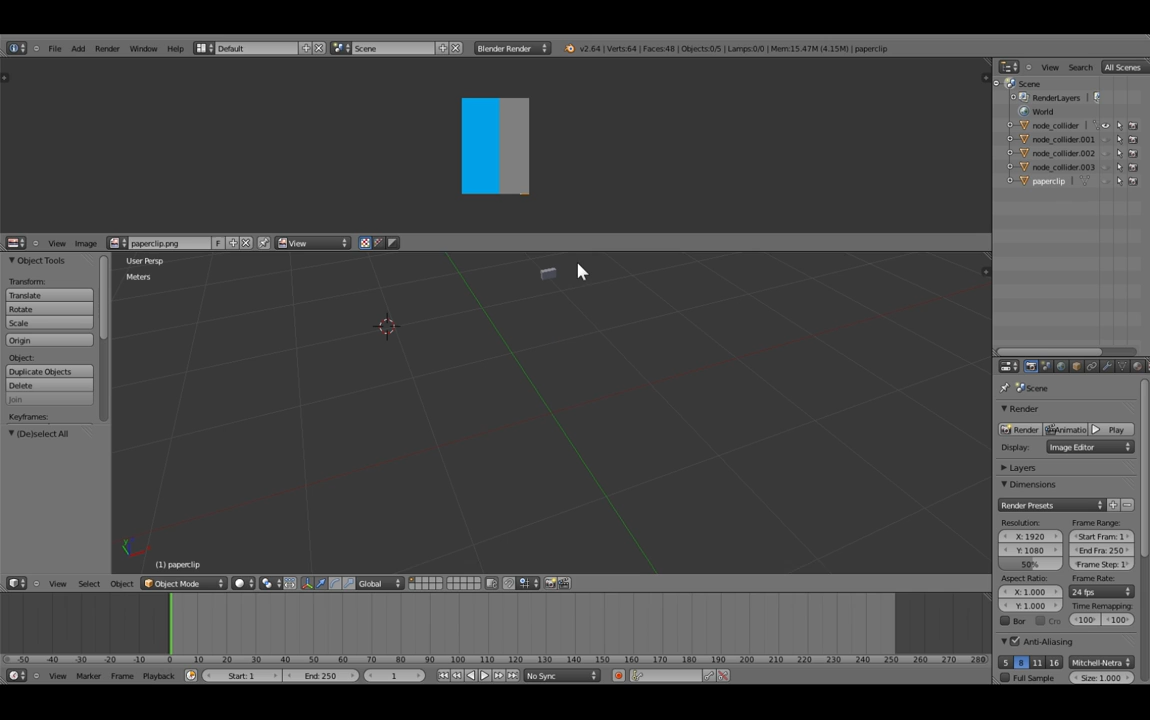 File Add Render Window Help Default Scene Blender Render v2.64 | Verts:64 | Faces:48 | Objects:0/5 | Lamps:0/0 | Mem:15.47M (4.15M) | paperclip
View Search All Scenes
Scene
RenderLayers
World
node_collider
node_collider.001
node_collider.002
node_collider.003
paperclip
View Image paperclip.png F View
Object Tools
Transform:
Translate
Rotate
Scale
Origin
Object:
Duplicate Objects
Delete
Join
Keyframes:
(De)select All
User Persp
Meters
(1) paperclip
View Select Object Object Mode Global
Scene
Render
Render Animatio Play
Display: Image Editor
Layers
Dimensions
Render Presets
Resolution: Frame Range:
X: 1920 Start Fram: 1
Y: 1080 End Fra: 250
50% Frame Step: 1
Aspect Ratio: Frame Rate:
X: 1.000 24 fps
Y: 1.000 Time Remapping:
Bor Cro 100 100
Anti-Aliasing
5 8 11 16 Mitchell-Netra
Full Sample Size: 1.000
-50 -40 -30 -20 -10 0 10 20 30 40 50 60 70 80 90 100 110 120 130 140 150 160 170 180 190 200 210 220 230 240 250 260 270 280
View Marker Frame Playback Start: 1 End: 250 1 No Sync